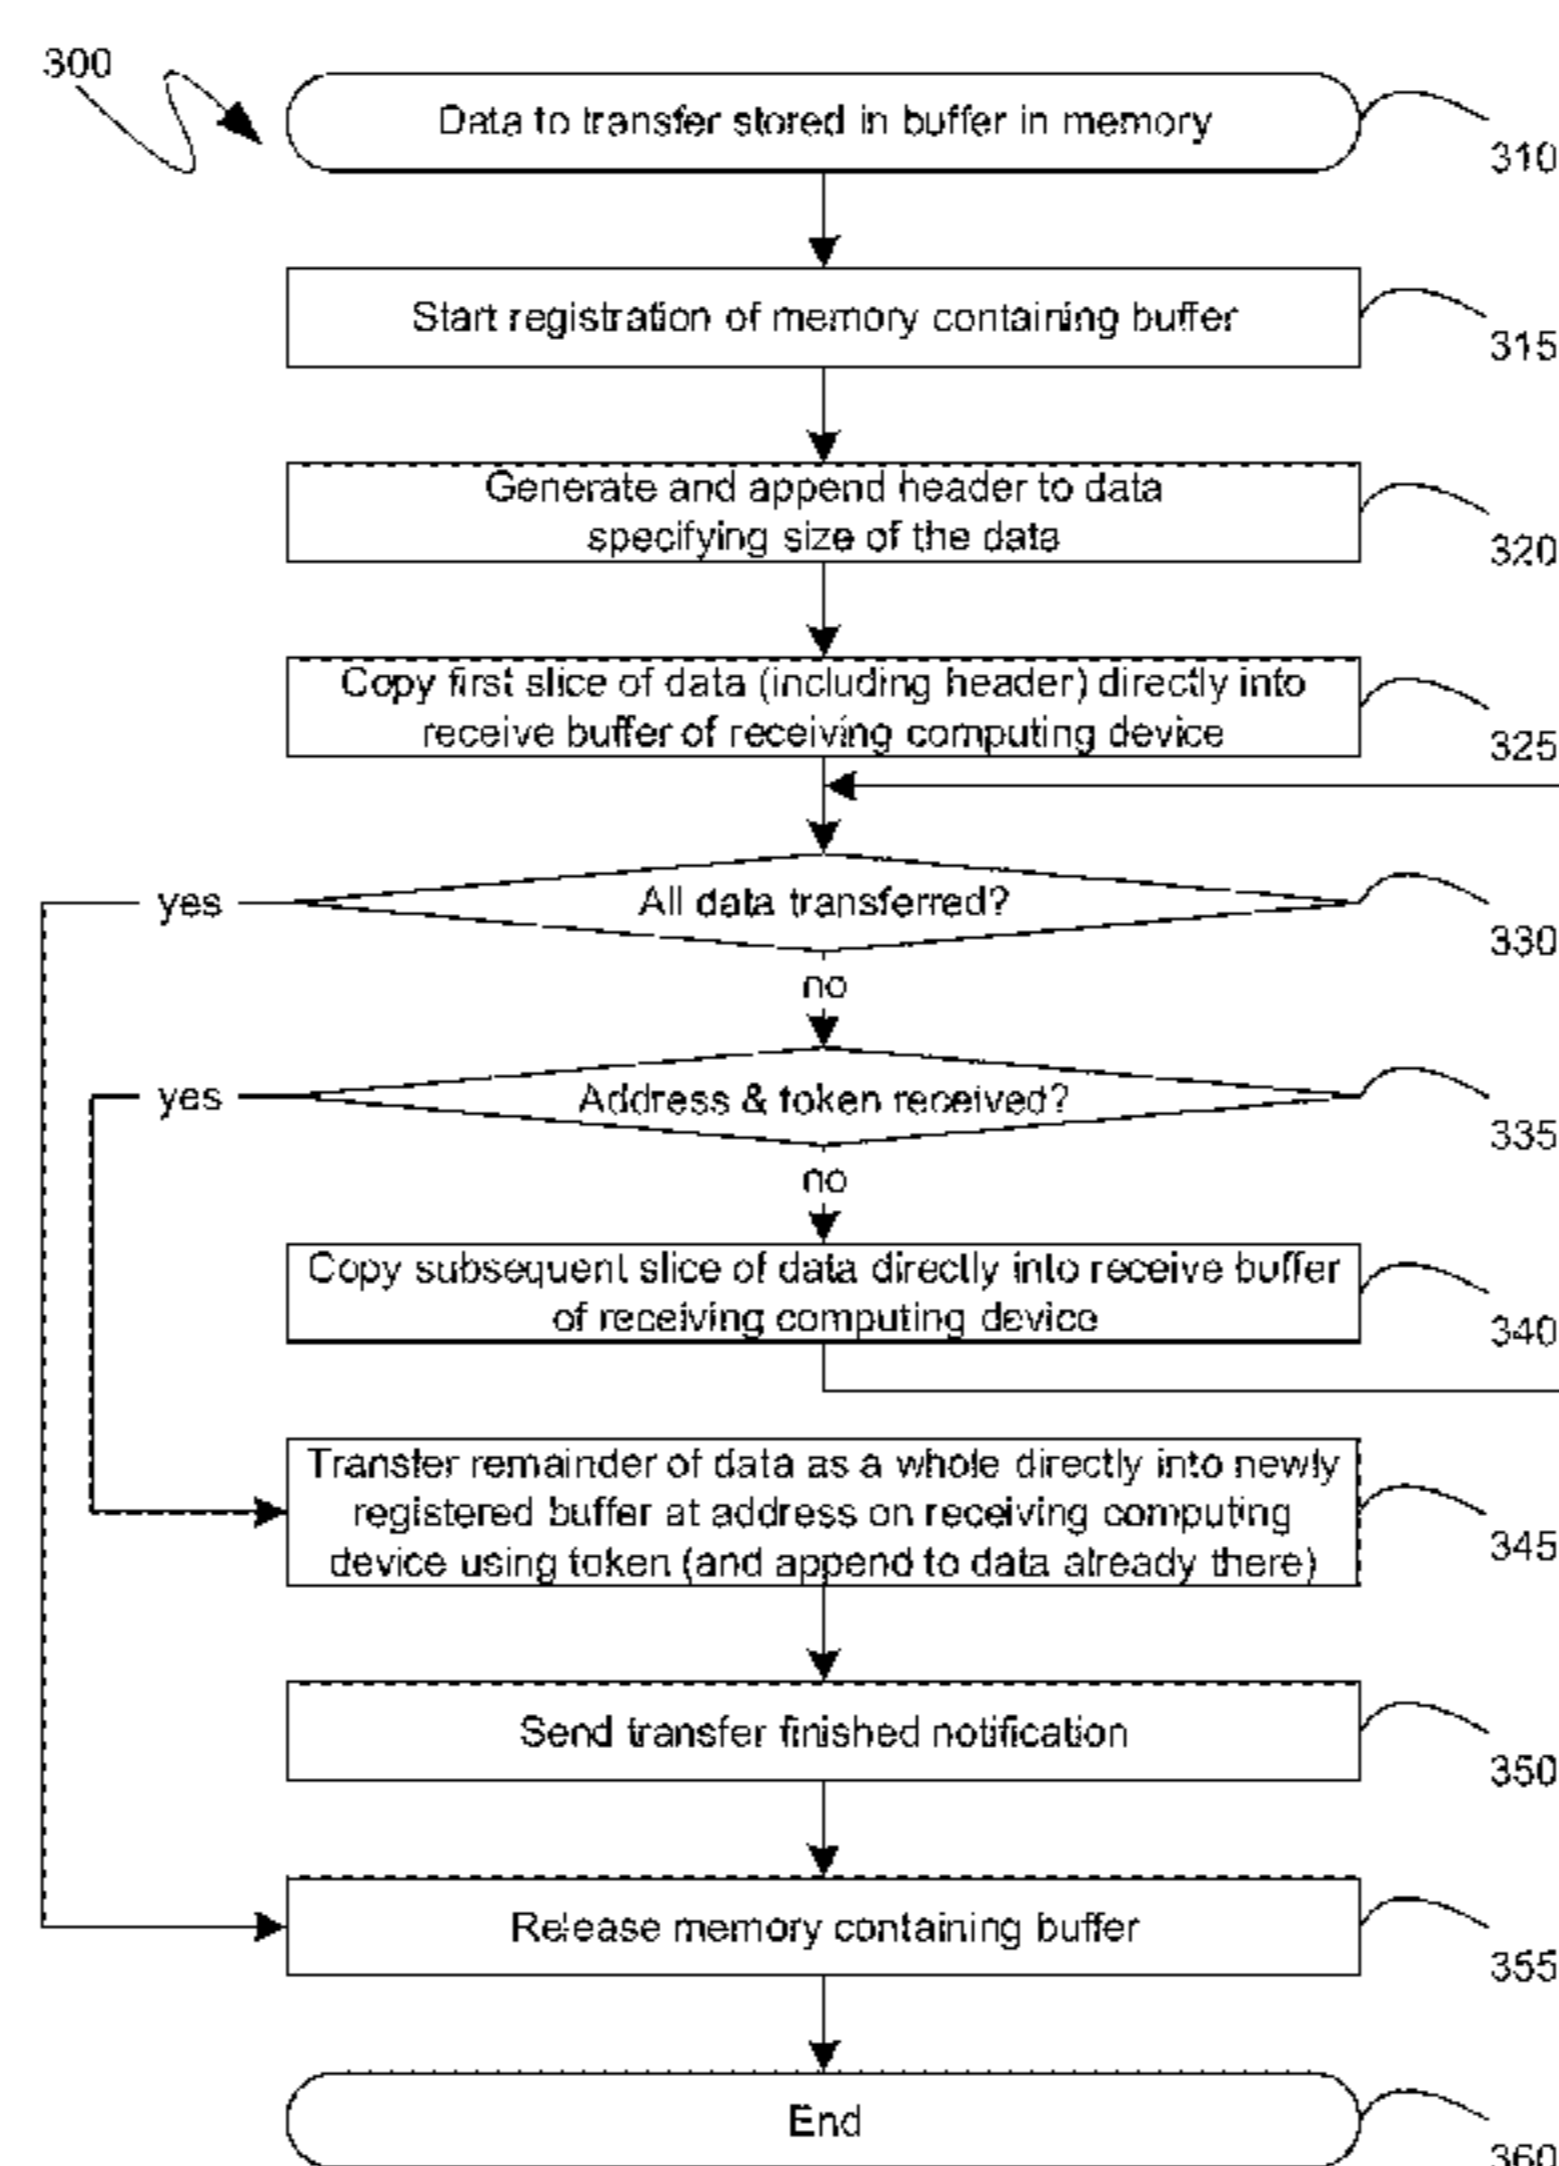 300
Data to transfer stored in buffer in memory
310
Start registration of memory containing buffer
315
Generate and append header to data
specifying size of the data
320
Copy first slice of data (including header) directly into
receive buffer of receiving computing device
325
yes
All data transferred?
330
no
yes
Address & token received?
335
no
Copy subsequent slice of data directly into receive buffer
of receiving computing device
340
Transfer remainder of data as a whole directly into newly
registered buffer at address on receiving computing
device using token (and append to data already there)
345
Send transfer finished notification
350
Release memory containing buffer
355
End
360